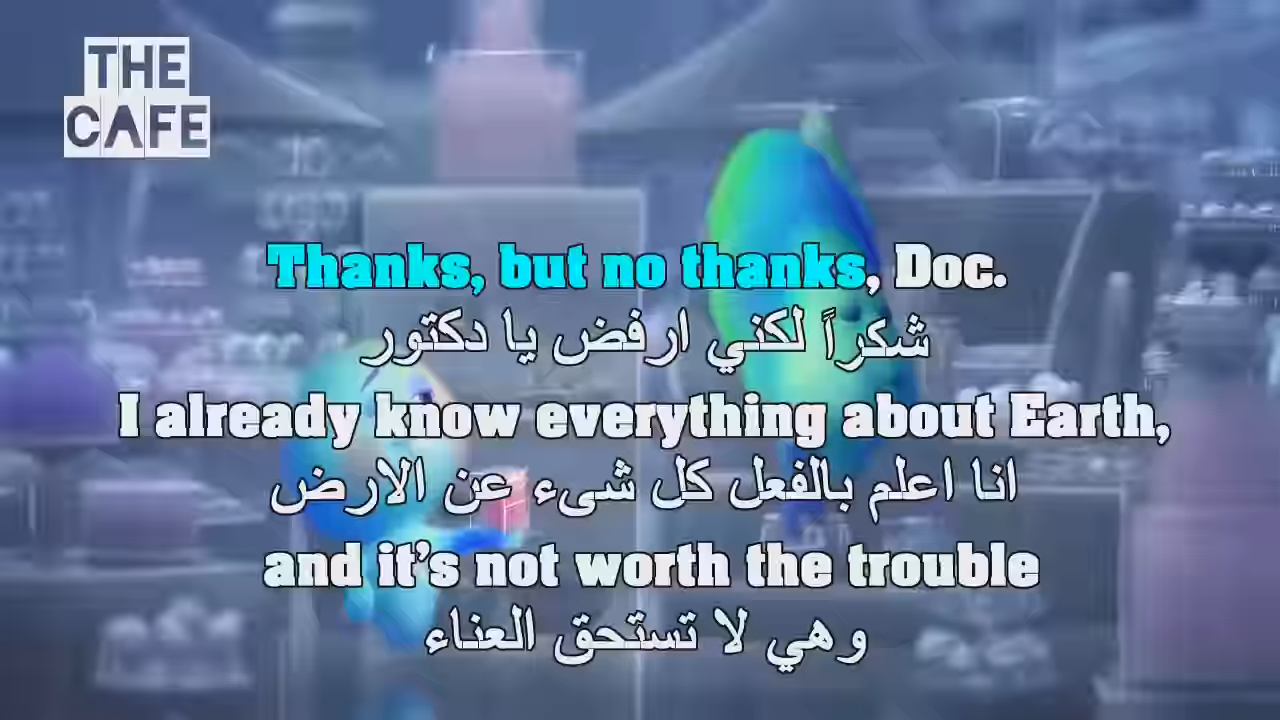 THE
CAFE
Thanks, but no thanks, Doc.
شكراً لكني ارفض يا دكتور
I already know everything about Earth,
انا اعلم بالفعل كل شىء عن الارض
and it's not worth the trouble
وهي لا تستحق العناء